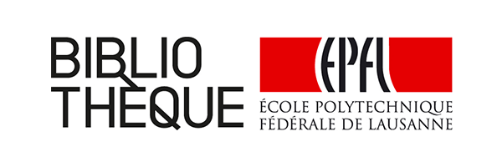 BIBLIO
THÈQUE
EPFL
ÉCOLE POLYTECHNIQUE
FÉDÉRALE DE LAUSANNE